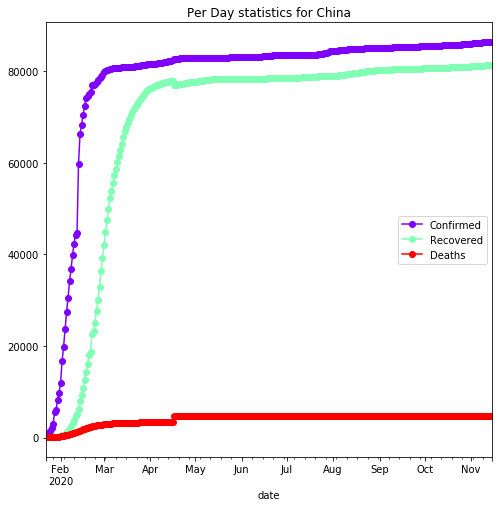 Per Day statistics for China
80000
60000
40000
20000
0
Confirmed
Recovered
Deaths
Feb Mar Apr May Jun Jul Aug Sep Oct Nov
2020
date